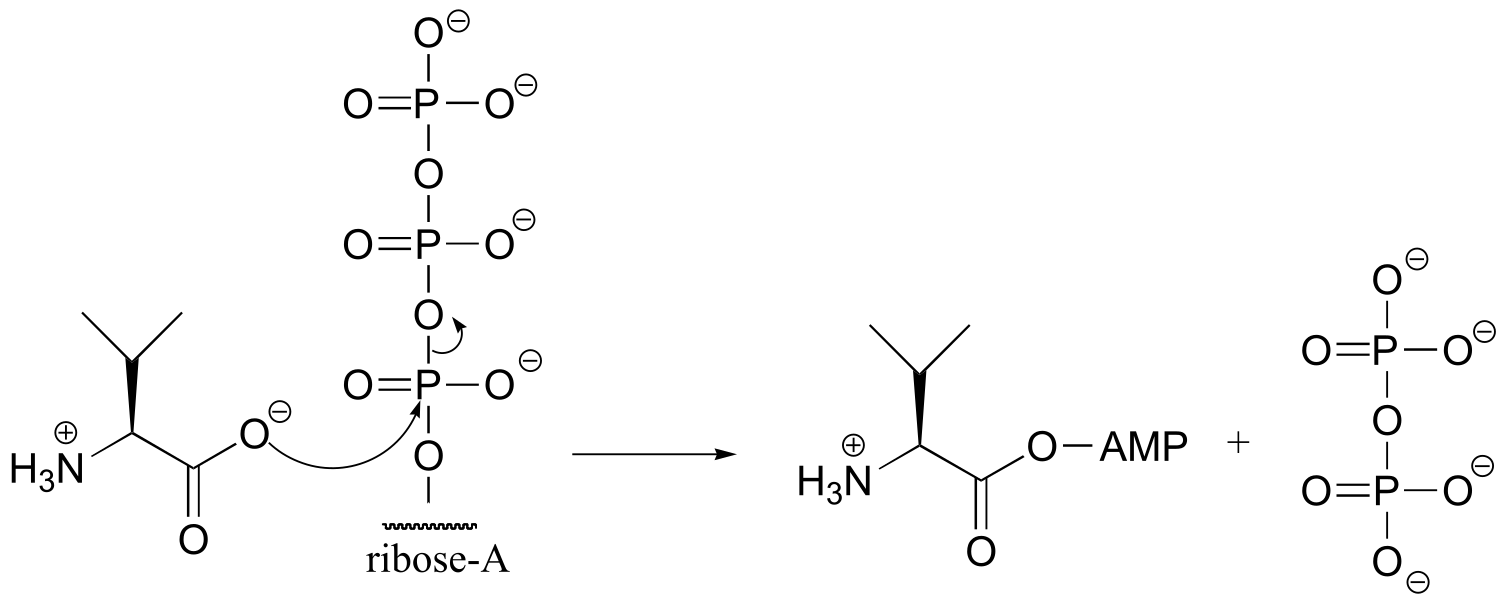 O⊖
O=P—O⊖
O
O=P—O⊖
O
O=P—O⊖
O
ribose-A
H₃N⊕
O⊖
O
⟶
H₃N⊕
O—AMP
O
+
O⊖
O=P—O⊖
O
O=P—O⊖
O⊖